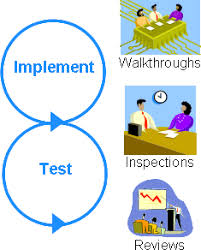 Implement
Walkthroughs
Test
Inspections
Reviews